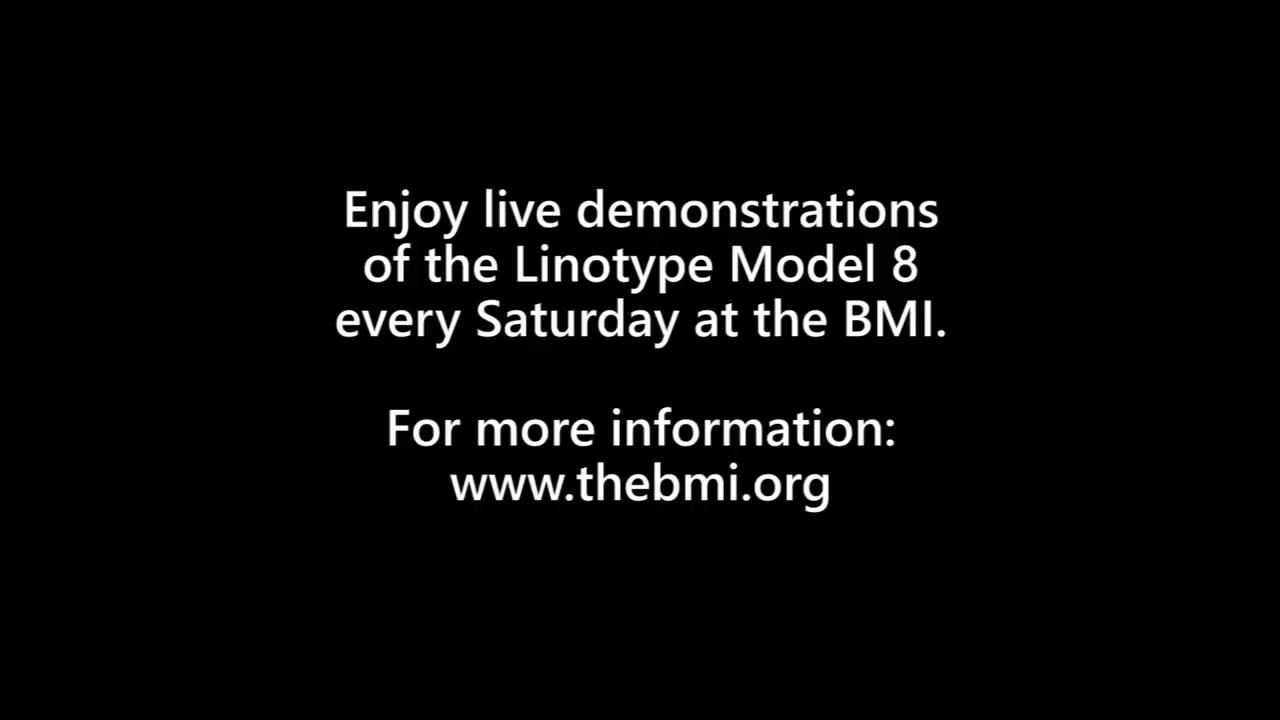 Enjoy live demonstrations
of the Linotype Model 8
every Saturday at the BMI.
For more information:
www.thebmi.org